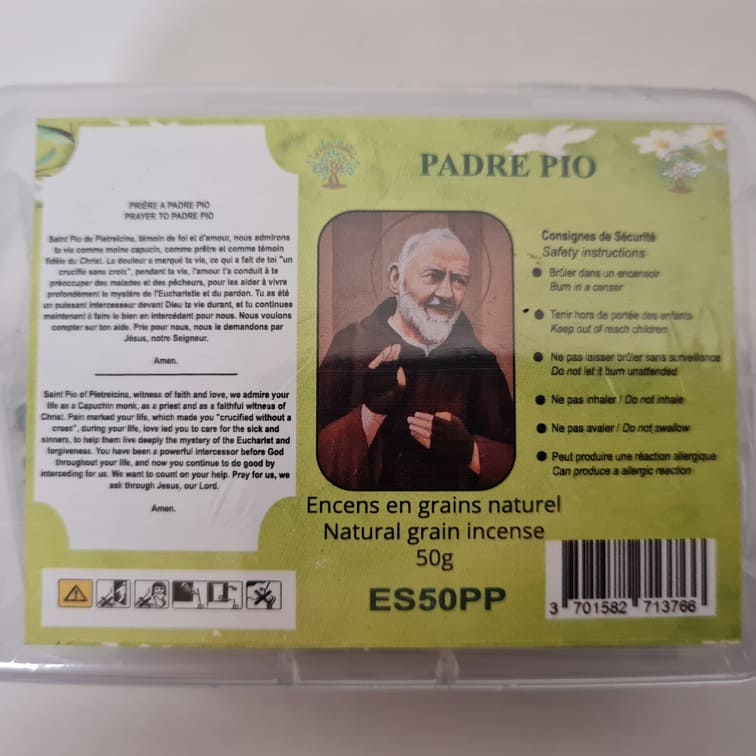 PRIÈRE A PADRE PIO
PRAYER TO PADRE PIO
Saint Pio de Pietrelcina, témoin de foi et d'amour, nous admirons
ta vie comme moine capucin, comme prêtre et comme témoin
fidèle du Christ. La douleur a marqué ta vie, ce qui a fait de toi "un
crucifié sans croix", pendant ta vie, l'amour t'a conduit à te
préoccuper des malades et des pêcheurs, pour les aider à vivre
profondément le mystère de l'Eucharistie et du pardon. Tu as été
un puissant intercesseur devant Dieu ta vie durant, et tu continues
maintenant à faire le bien en intercédant pour nous. Nous voulons
compter sur ton aide. Prie pour nous, nous le demandons par
Jésus, notre Seigneur.
Amen.
Saint Pio of Pietrelcina, witness of faith and love, we admire your
life as a Capuchin monk, as a priest and as a faithful witness of
Christ. Pain marked your life, which made you "crucified without a
cross", during your life, love led you to care for the sick and
sinners, to help them live deeply the mystery of the Eucharist and
forgiveness. You have been a powerful intercessor before God
throughout your life, and now you continue to do good by
interceding for us. We want to count on your help. Pray for us, we
ask through Jesus, our Lord.
Amen.
PADRE PIO
Consignes de Sécurité
Safety instructions
Brûler dans un encensoir
Burn in a censer
Tenir hors de portée des enfants
Keep out of reach children
Ne pas laisser brûler sans surveillance
Do not let it burn unattended
Ne pas inhaler / Do not inhale
Ne pas avaler / Do not swallow
Peut produire une réaction allergique
Can produce a allergic reaction
Encens en grains naturel
Natural grain incense
50g
ES50PP
3 701582 713766